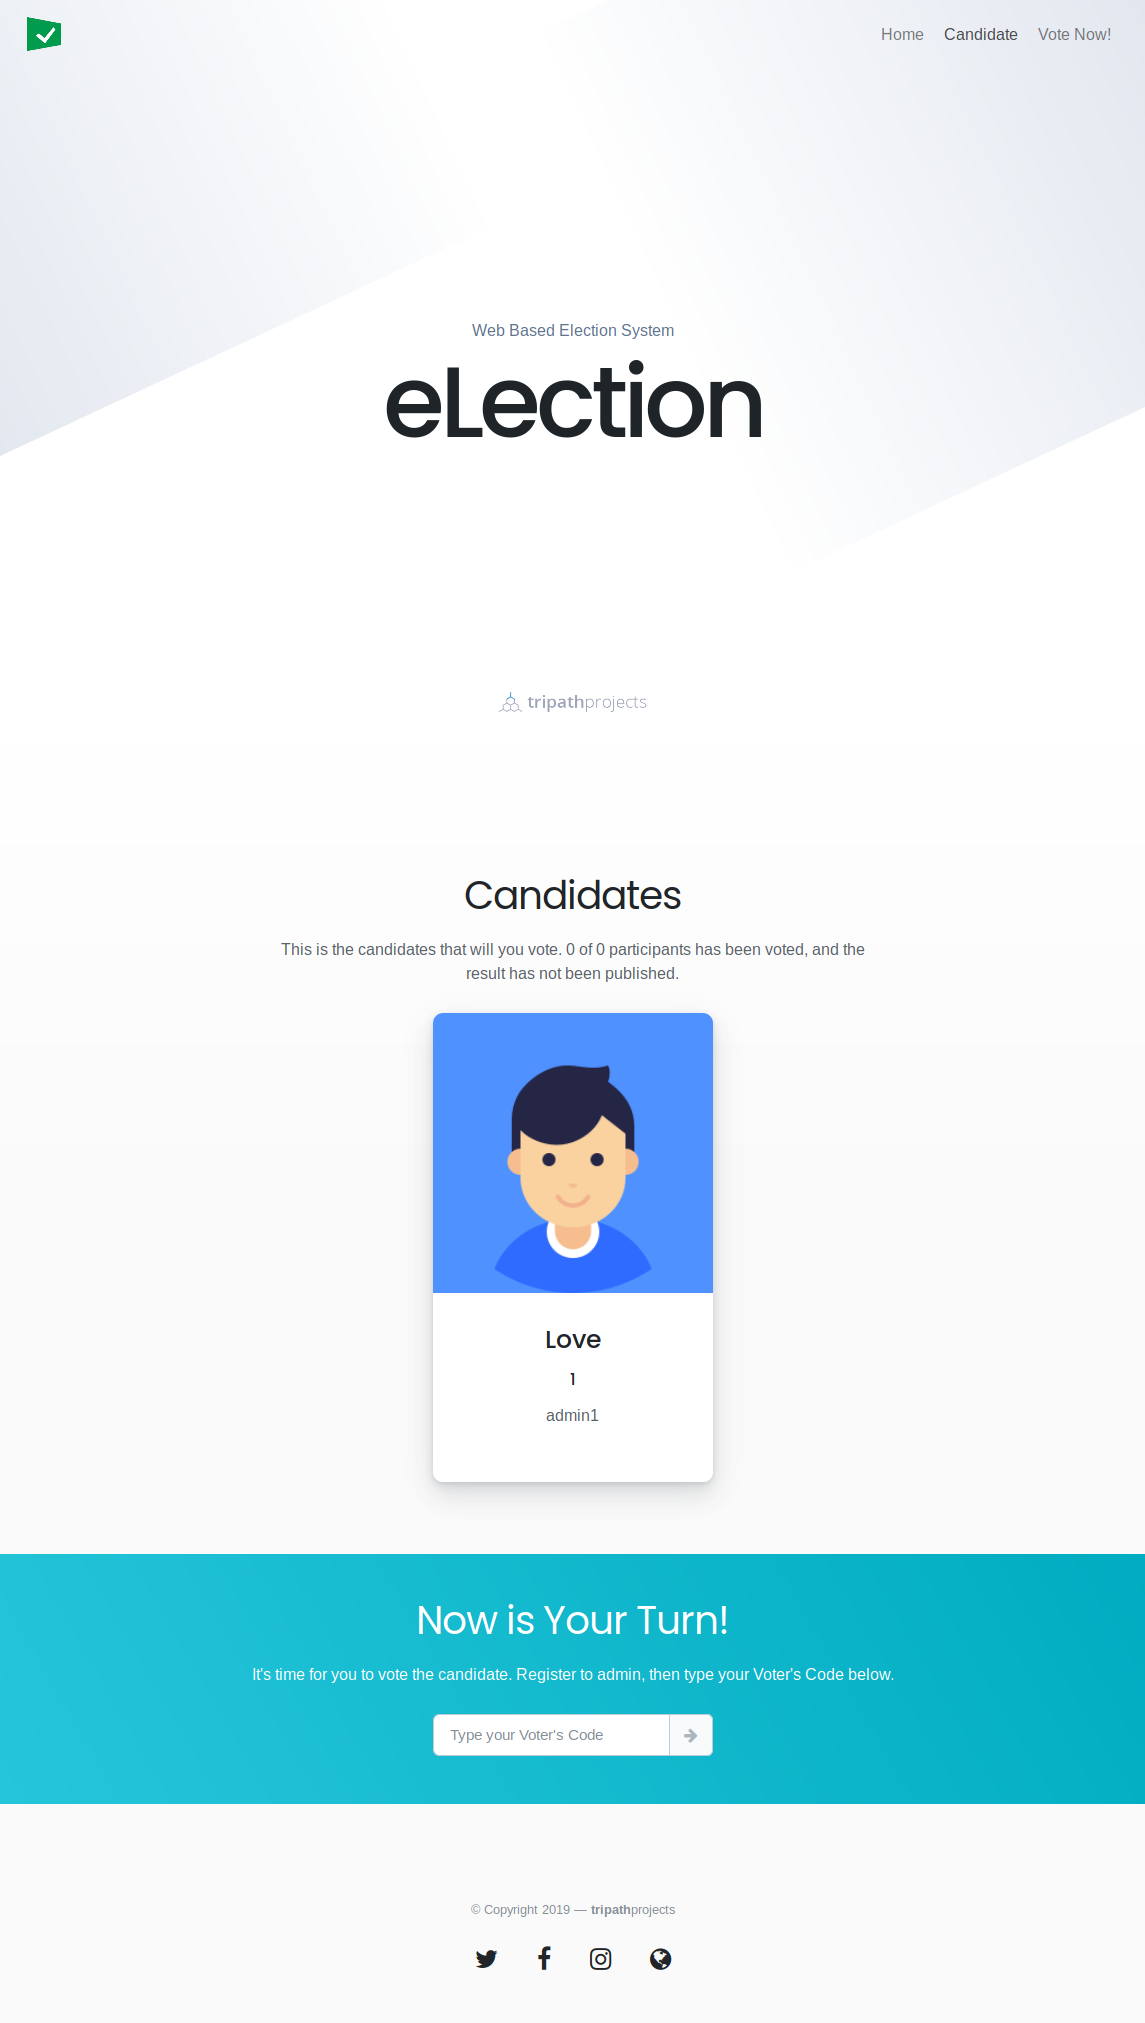 Home Candidate Vote Now!
Web Based Election System
eLection
tripathprojects
Candidates
This is the candidates that will you vote. 0 of 0 participants has been voted, and the
result has not been published.
Love
1
admin1
Now is Your Turn!
It's time for you to vote the candidate. Register to admin, then type your Voter's Code below.
Type your Voter's Code
© Copyright 2019 — tripathprojects